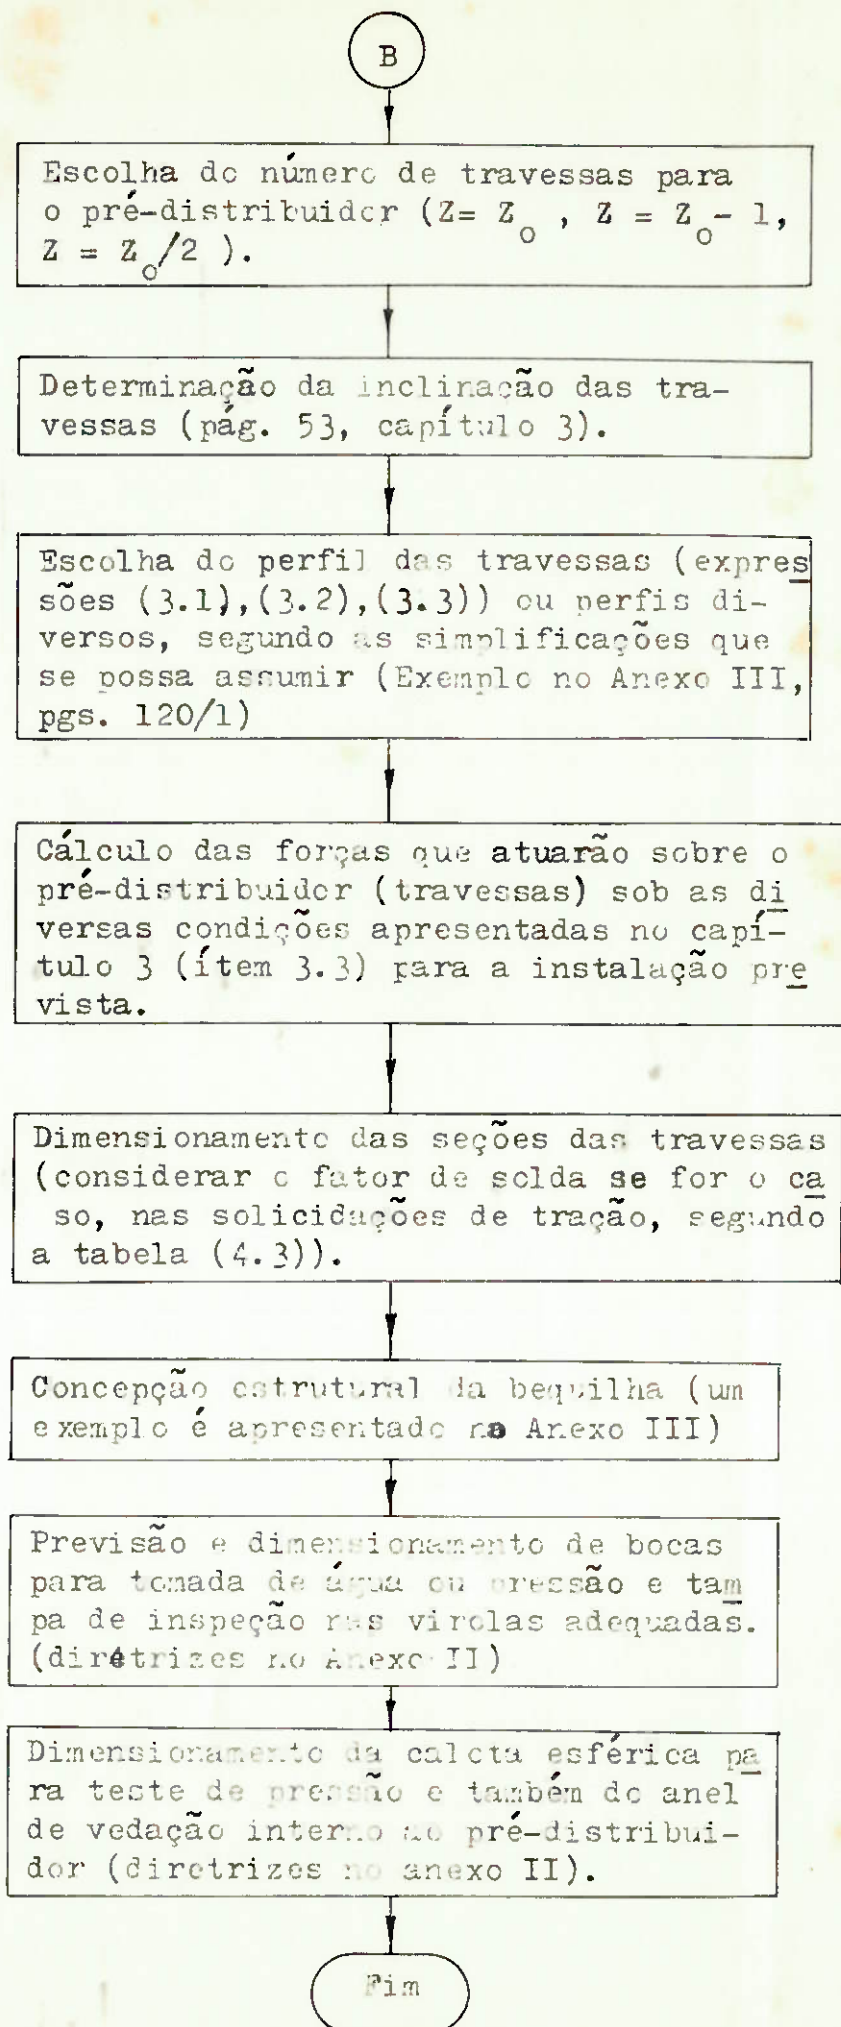 B
Escolha do número de travessas para
o pré-distribuidor (Z= Z₀ , Z = Z₀- 1,
Z = Z₀/2 ).
Determinação da inclinação das tra-
vessas (pág. 53, capítulo 3).
Escolha do perfil das travessas (expres
sões (3.1),(3.2),(3.3)) ou perfis di-
versos, segundo as simplificações que
se possa assumir (Exemplo no Anexo III,
pgs. 120/1)
Cálculo das forças que atuarão sobre o
pré-distribuidor (travessas) sob as di
versas condições apresentadas no capí-
tulo 3 (ítem 3.3) para a instalação pre
vista.
Dimensionamento das seções das travessas
(considerar o fator de solda se for o ca
so, nas solicidações de tração, segundo
a tabela (4.3)).
Concepção estrutural da bequilha (um
exemplo é apresentado no Anexo III)
Previsão e dimensionamento de bocas
para tomada de água ou pressão e tam
pa de inspeção nas virolas adequadas.
(dirétrizes no Anexo II)
Dimensionamento da calota esférica pa
ra teste de pressão e também do anel
de vedação interno ao pré-distribui-
dor (diretrizes no anexo II).
Fim